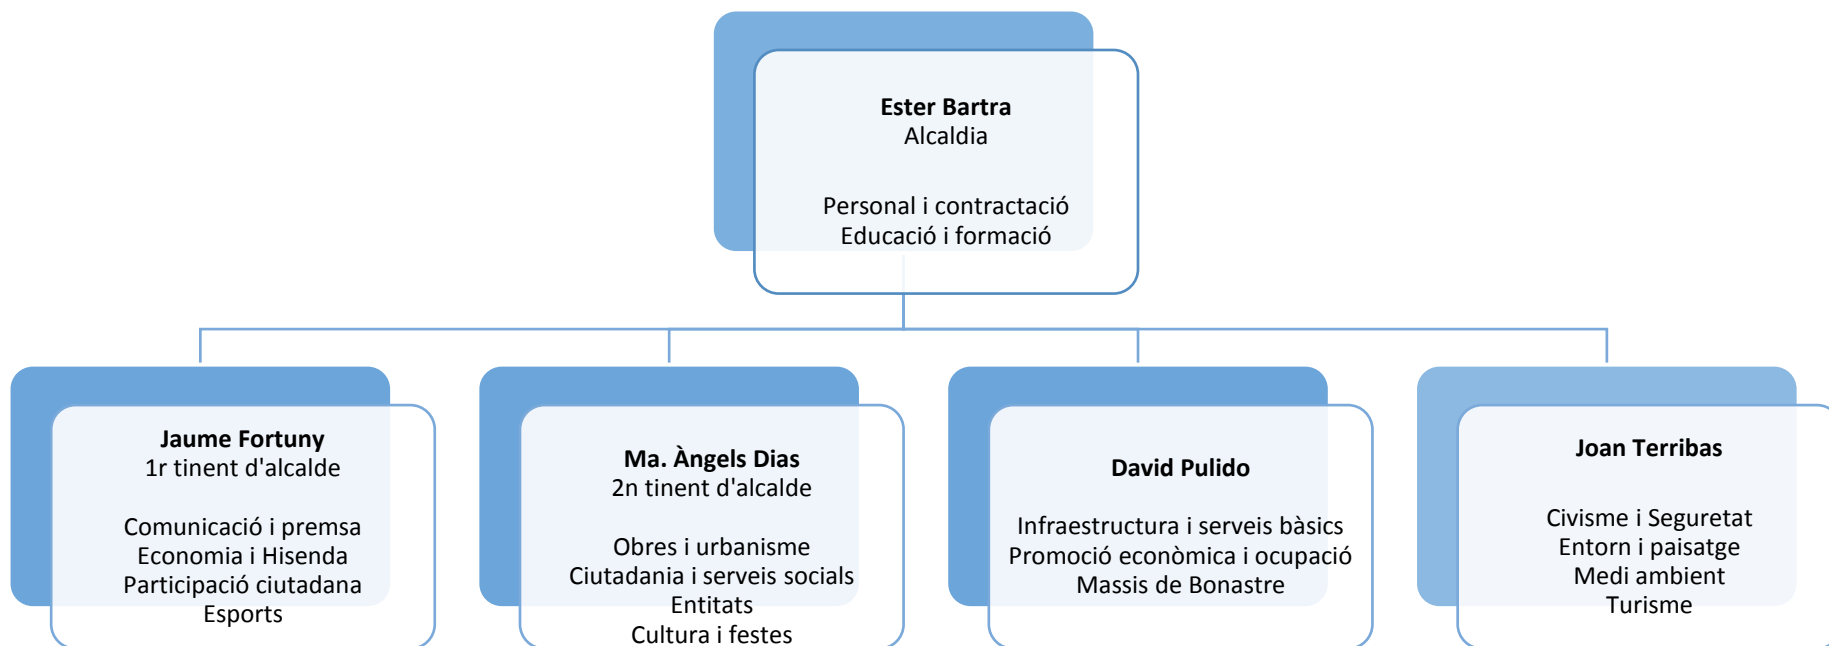 Ester Bartra
Alcaldia
Personal i contractació
Educació i formació
Jaume Fortuny
1r tinent d'alcalde
Comunicació i premsa
Economia i Hisenda
Participació ciutadana
Esports
Ma. Àngels Dias
2n tinent d'alcalde
Obres i urbanisme
Ciutadania i serveis socials
Entitats
Cultura i festes
David Pulido
Infraestructura i serveis bàsics
Promoció econòmica i ocupació
Massis de Bonastre
Joan Terribas
Civisme i Seguretat
Entorn i paisatge
Medi ambient
Turisme